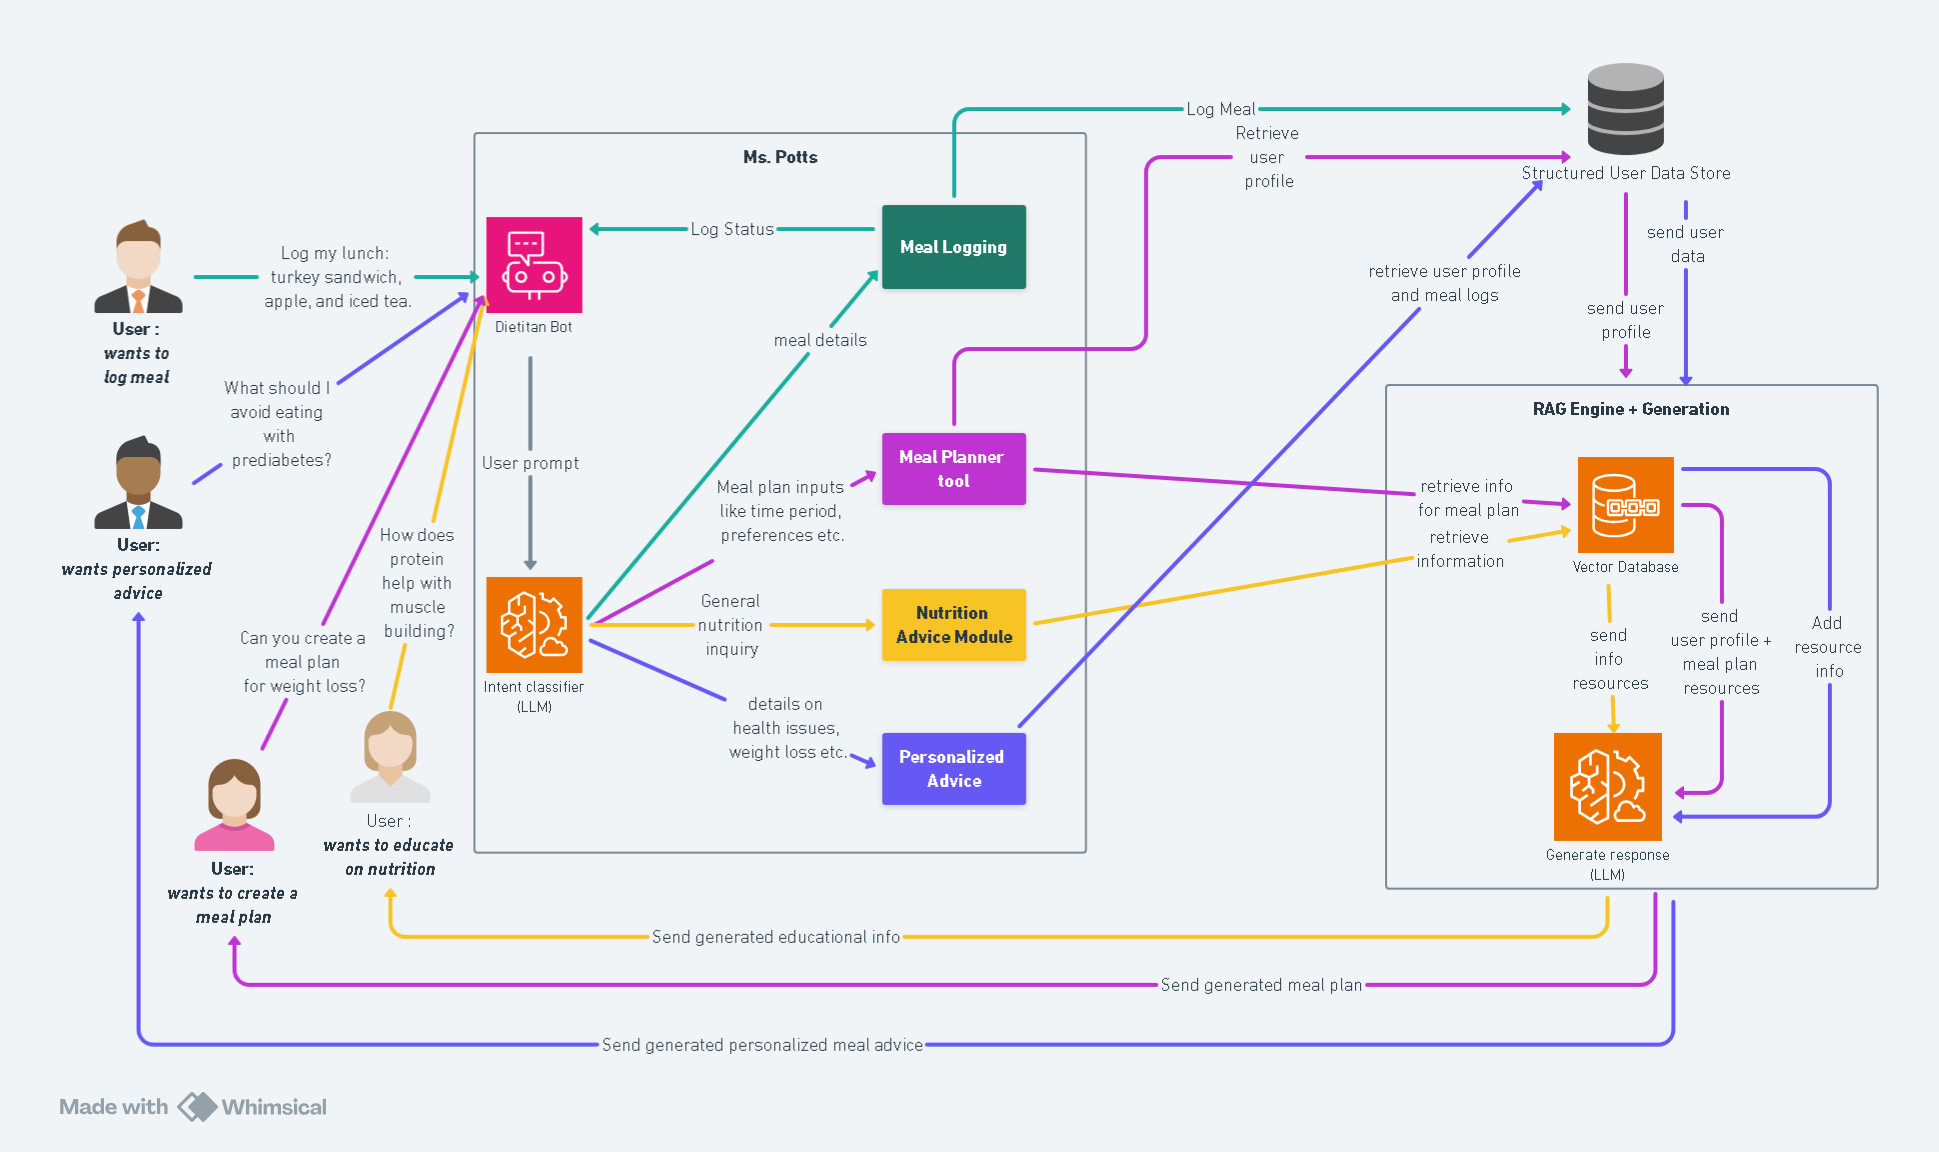 Log Meal
Retrieve
user
profile
Ms. Potts
Structured User Data Store
Log Status
Meal Logging
send user
data
Log my lunch:
turkey sandwich,
apple, and iced tea.
retrieve user profile
and meal logs
Dietitan Bot
send user
profile
User :
wants to
log meal
meal details
What should I
avoid eating
with
prediabetes?
RAG Engine + Generation
User prompt
Meal Planner
tool
Meal plan inputs
like time period,
preferences etc.
retrieve info
for meal plan
retrieve
information
Vector Database
User:
wants personalized
advice
How does
protein
help with
muscle
building?
General
nutrition
inquiry
Nutrition
Advice Module
send
info
resources
send
user profile +
meal plan
resources
Add
resource
info
Can you create a
meal plan
for weight loss?
Intent classifier
(LLM)
details on
health issues,
weight loss etc.
Personalized
Advice
User :
wants to educate
on nutrition
Generate response
(LLM)
User:
wants to create a
meal plan
Send generated educational info
Send generated meal plan
Send generated personalized meal advice
Made with Whimsical